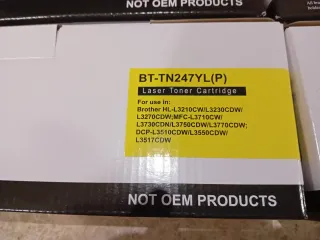 NOT OEM PRODUCTS
BT-TN247YL(P)
Laser Toner Cartridge
For use in:
Brother HL-L3210CW/L3230CDW/
L3270CDW;MFC-L3710CW/
L3730CDN/L3750CDW/L3770CDW;
DCP-L3510CDW/L3550CDW/
L3517CDW
NOT OEM PRODUCTS